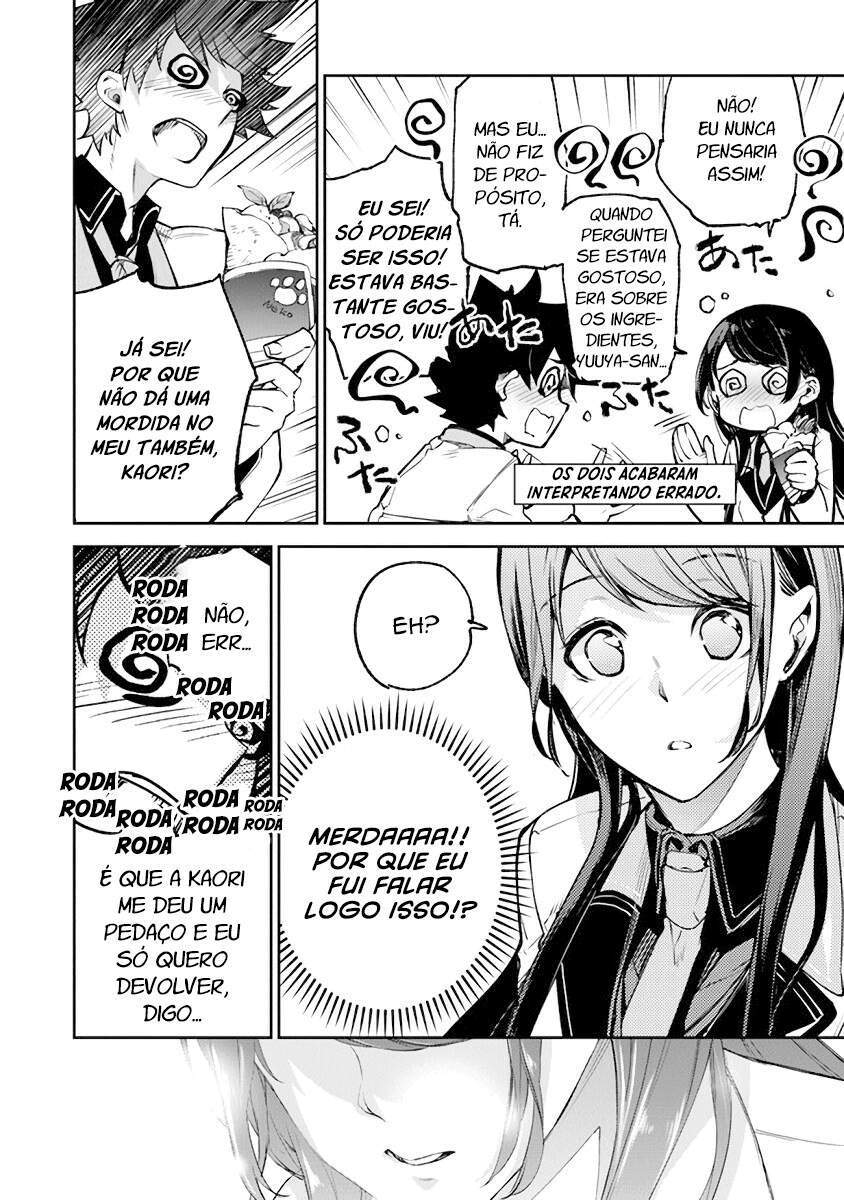 NÃO!
EU NUNCA
PENSARIA
ASSIM!
あたふた
QUANDO
PERGUNTEI
SE ESTAVA
GOSTOSO,
ERA SOBRE
OS INGRE-
DIENTES,
YUUYA-SAN...
MAS EU...
NÃO FIZ
DE PRO-
PÓSITO,
TÁ.
EU SEI!
SÓ PODERIA
SER ISSO!
ESTAVA BAS-
TANTE GOS-
TOSO, VIU!
あたふた
OS DOIS ACABARAM
INTERPRETANDO ERRADO.
Neko
JÁ SEI!
POR QUE
NÃO DÁ UMA
MORDIDA NO
MEU TAMBÉM,
KAORI?
EH?
MERDAAAA!!
POR QUE EU
FUI FALAR
LOGO ISSO!?
RODA
RODA
RODA
NÃO,
ERR...
RODA
RODA
RODA
RODA
RODA
RODA
RODA
RODA
RODA
RODA
É QUE A KAORI
ME DEU UM
PEDAÇO E EU
SÓ QUERO
DEVOLVER,
DIGO...